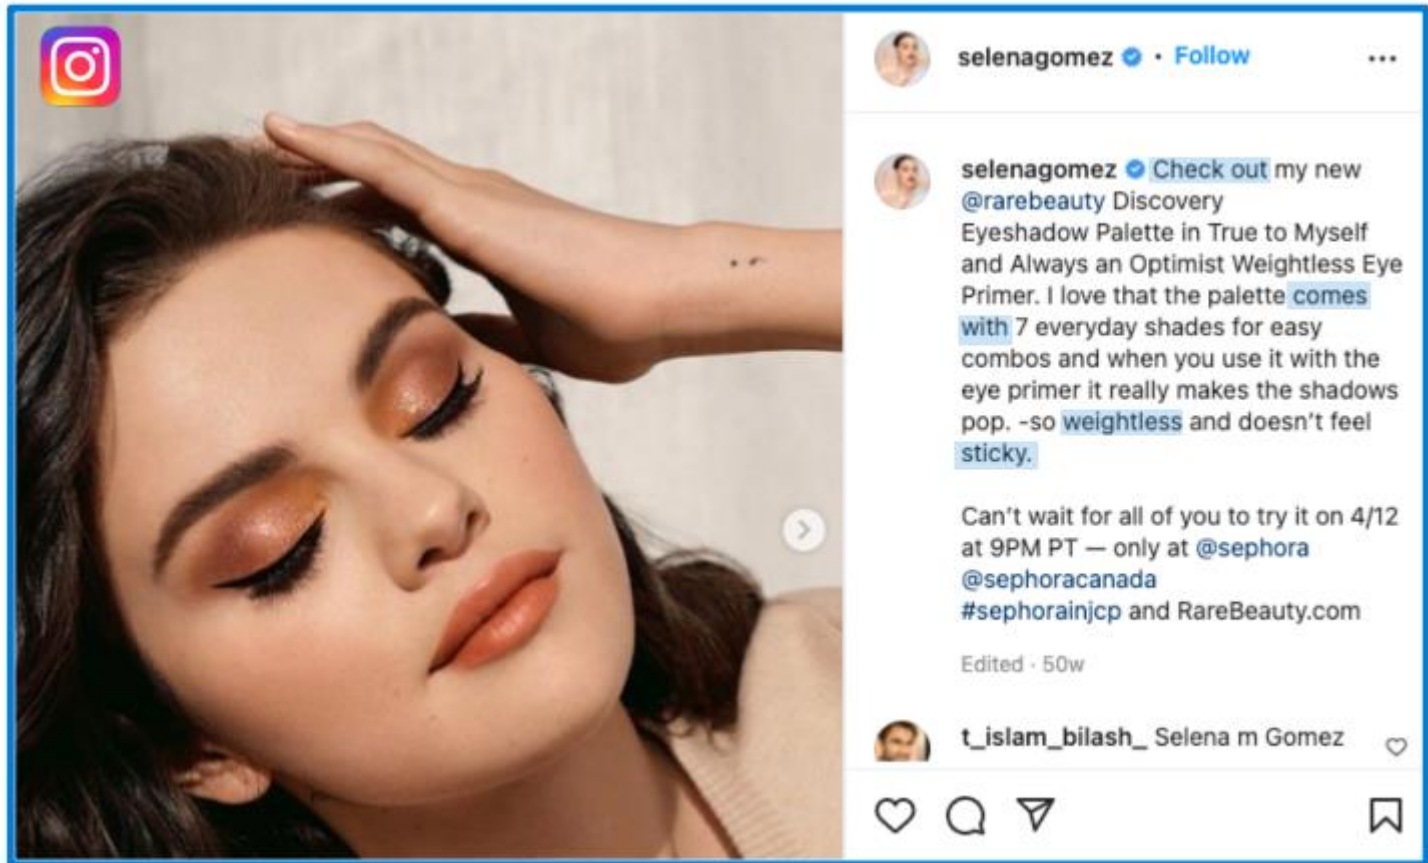 selenagomez • Follow
selenagomez Check out my new
@rarebeauty Discovery
Eyeshadow Palette in True to Myself
and Always an Optimist Weightless Eye
Primer. I love that the palette comes
with 7 everyday shades for easy
combos and when you use it with the
eye primer it really makes the shadows
pop. -so weightless and doesn't feel
sticky.
Can't wait for all of you to try it on 4/12
at 9PM PT — only at @sephora
@sephoracanada
#sephorainjcp and RareBeauty.com
Edited · 50w
t_islam_bilash_ Selena m Gomez